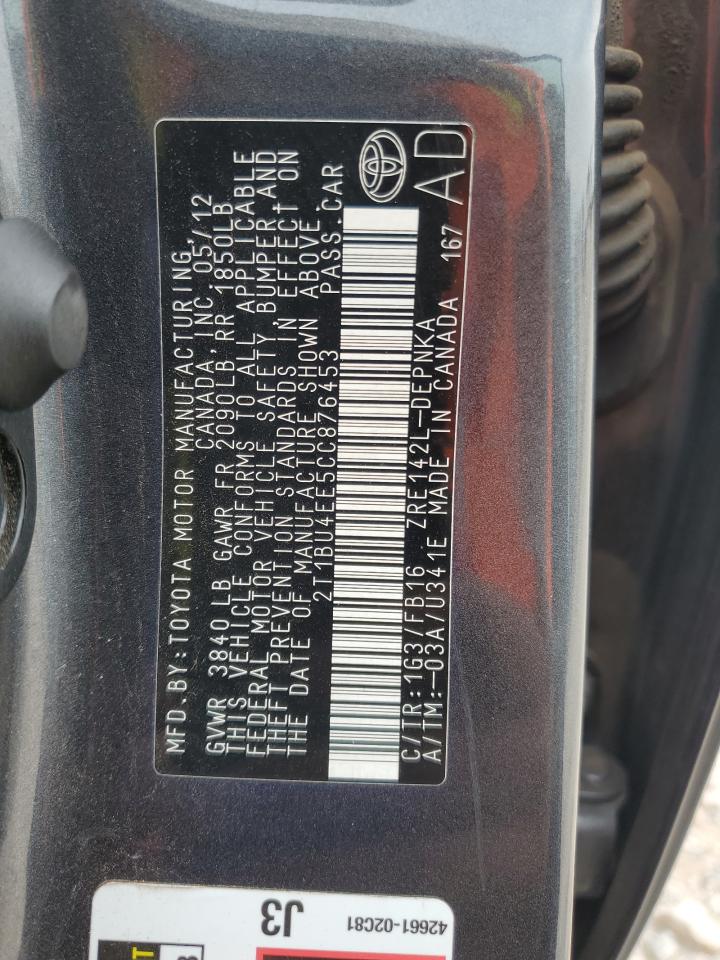 MFD.BY:TOYOTA MOTOR MANUFACTURING,
CANADA, INC 05/12
GVWR 3840LB GAWR FR 2090LB RR 1850LB
THIS VEHICLE CONFORMS TO ALL APPLICABLE
FEDERAL MOTOR VEHICLE SAFETY, BUMPER, AND
THEFT PREVENTION STANDARDS IN EFFECT ON
THE DATE OF MANUFACTURE SHOWN ABOVE.
2T1BU4EE5CC876453 PASS.CAR
C/TR:1G3/FB16 ZRE142L-DEPNKA
A/TM:-03A/U341E MADE IN CANADA 167 AD
J3
42661-02C81